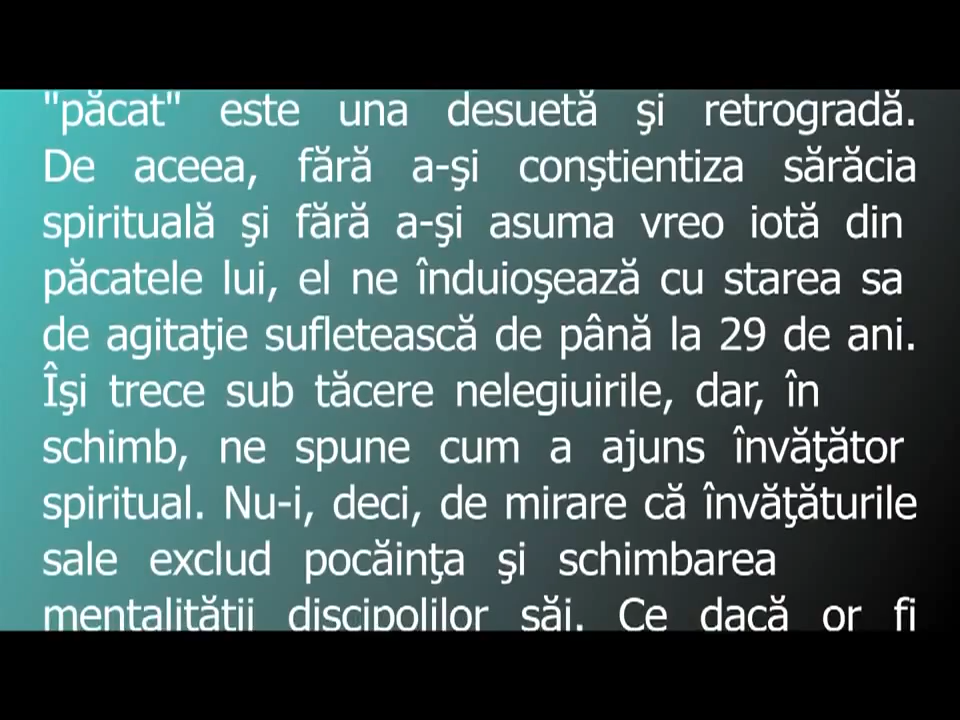 "păcat" este una desuetă şi retrogradă.
De aceea, fără a-şi conştientiza sărăcia
spirituală şi fără a-şi asuma vreo iotă din
păcatele lui, el ne înduioşează cu starea sa
de agitaţie sufletească de până la 29 de ani.
Îşi trece sub tăcere nelegiuirile, dar, în
schimb, ne spune cum a ajuns învăţător
spiritual. Nu-i, deci, de mirare că învăţăturile
sale exclud pocăinţa şi schimbarea
mentalităţii discipolilor săi. Ce dacă or fi